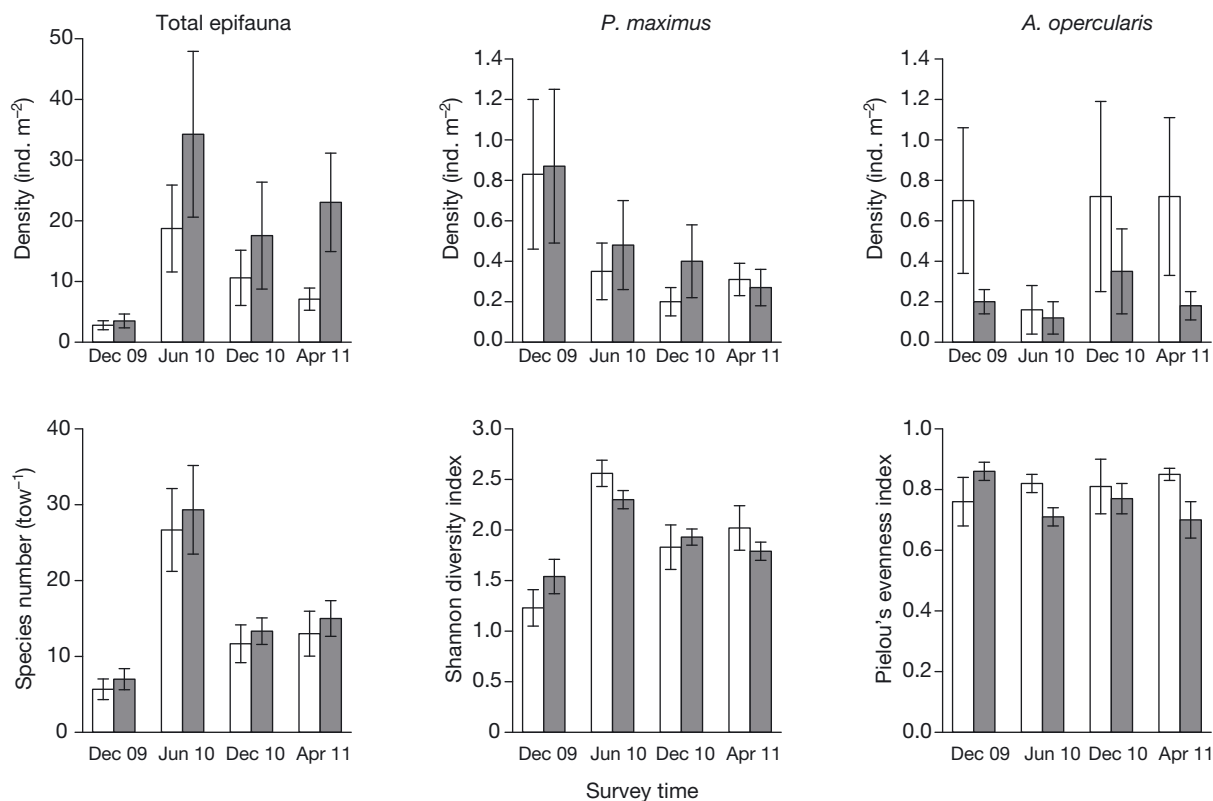 Total epifauna
P. maximus
A. opercularis
Density (ind. m–2)
50
40
30
20
10
0
Dec 09 Jun 10 Dec 10 Apr 11
Density (ind. m–2)
1.4
1.2
1.0
0.8
0.6
0.4
0.2
0.0
Dec 09 Jun 10 Dec 10 Apr 11
Density (ind. m–2)
1.4
1.2
1.0
0.8
0.6
0.4
0.2
0.0
Dec 09 Jun 10 Dec 10 Apr 11
Species number (tow–1)
40
30
20
10
0
Dec 09 Jun 10 Dec 10 Apr 11
Shannon diversity index
3.0
2.5
2.0
1.5
1.0
0.5
0
Dec 09 Jun 10 Dec 10 Apr 11
Pielou's evenness index
1.0
0.8
0.6
0.4
0.2
0.0
Dec 09 Jun 10 Dec 10 Apr 11
Survey time